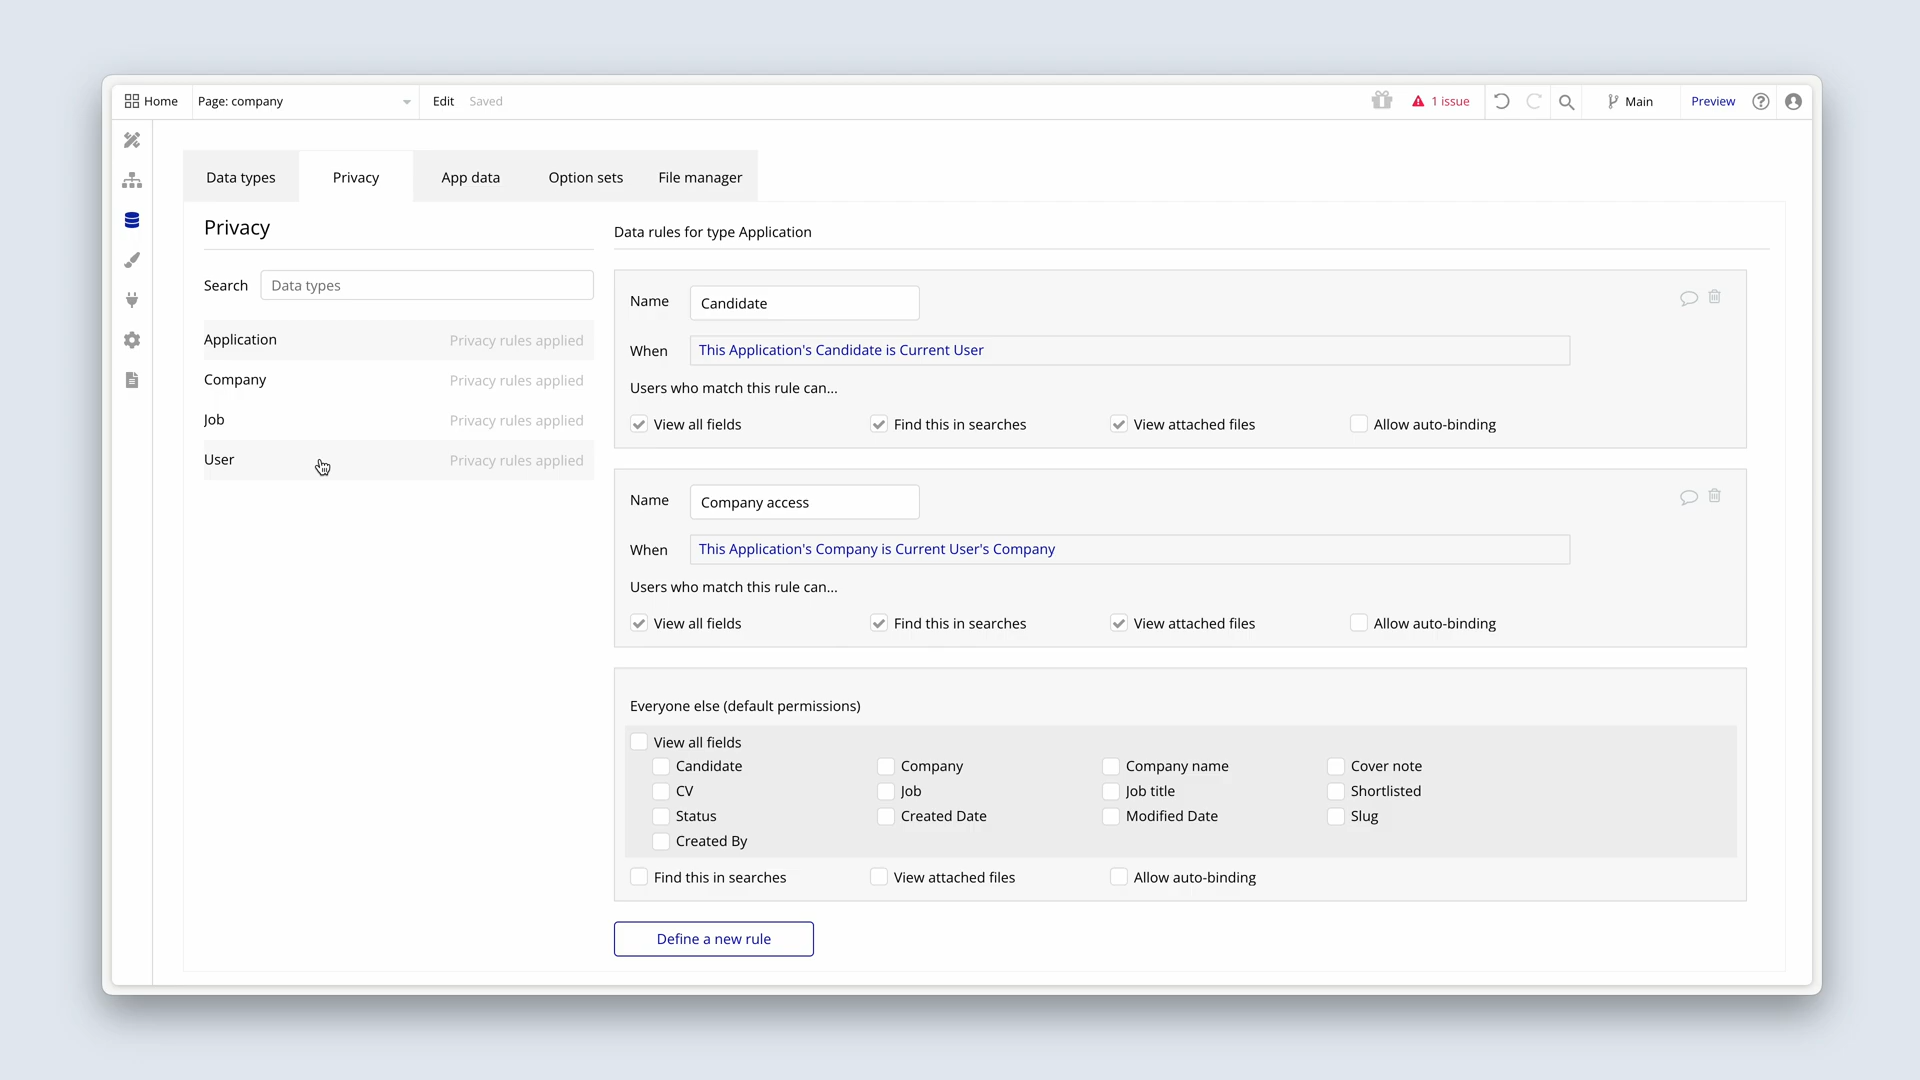 Home
Page: company
Edit
Saved
1 issue
Main
Preview
Data types
Privacy
App data
Option sets
File manager
Privacy
Search
Data types
Application
Privacy rules applied
Company
Privacy rules applied
Job
Privacy rules applied
User
Privacy rules applied
Data rules for type Application
Name
Candidate
When
This Application's Candidate is Current User
Users who match this rule can...
View all fields
Find this in searches
View attached files
Allow auto-binding
Name
Company access
When
This Application's Company is Current User's Company
Users who match this rule can...
View all fields
Find this in searches
View attached files
Allow auto-binding
Everyone else (default permissions)
View all fields
Candidate
Company
Company name
Cover note
CV
Job
Job title
Shortlisted
Status
Created Date
Modified Date
Slug
Created By
Find this in searches
View attached files
Allow auto-binding
Define a new rule